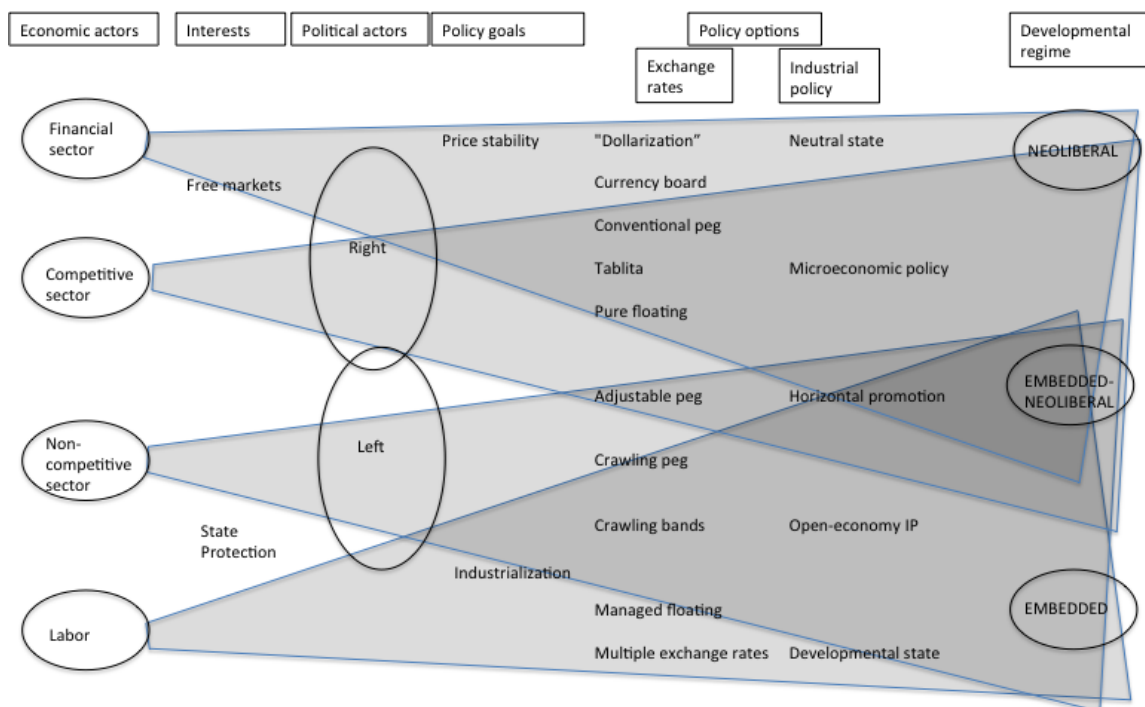 Economic actors
Interests
Political actors
Policy goals
Policy options
Developmental
regime
Exchange
rates
Industrial
policy
Financial
sector
Price stability
"Dollarization”
Neutral state
NEOLIBERAL
Free markets
Currency board
Conventional peg
Right
Competitive
sector
Tablita
Microeconomic policy
Pure floating
Adjustable peg
Horizontal promotion
EMBEDDED-
NEOLIBERAL
Left
Non-
competitive
sector
Crawling peg
State
Protection
Crawling bands
Open-economy IP
Industrialization
Labor
Managed floating
EMBEDDED
Multiple exchange rates
Developmental state